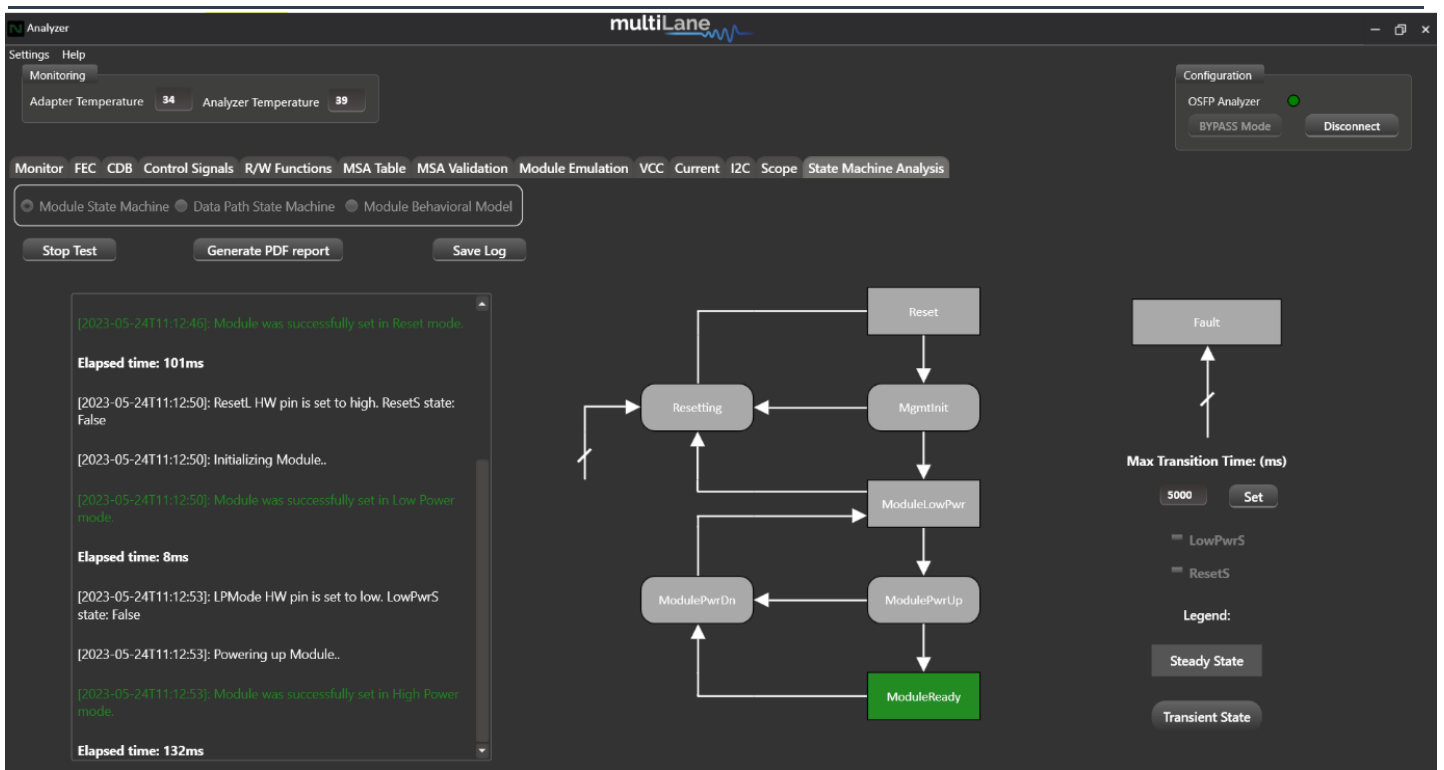 Analyzer
multiLane
Settings Help
Monitoring
Adapter Temperature 34 Analyzer Temperature 39
Configuration
OSFP Analyzer
BYPASS Mode Disconnect
Monitor FEC CDB Control Signals R/W Functions MSA Table MSA Validation Module Emulation VCC Current I2C Scope State Machine Analysis
Module State Machine Data Path State Machine Module Behavioral Model
Stop Test Generate PDF report Save Log
[2023-05-24T11:12:46]: Module was successfully set in Reset mode.
Elapsed time: 101ms
[2023-05-24T11:12:50]: ResetL HW pin is set to high. ResetS state:
False
[2023-05-24T11:12:50]: Initializing Module..
[2023-05-24T11:12:50]: Module was successfully set in Low Power
mode.
Elapsed time: 8ms
[2023-05-24T11:12:53]: LPMode HW pin is set to low. LowPwrS
state: False
[2023-05-24T11:12:53]: Powering up Module..
[2023-05-24T11:12:53]: Module was successfully set in High Power
mode.
Elapsed time: 132ms
Reset
Resetting
MgmtInit
ModuleLowPwr
ModulePwrDn
ModulePwrUp
ModuleReady
Fault
Max Transition Time: (ms)
5000 Set
LowPwrS
ResetS
Legend:
Steady State
Transient State